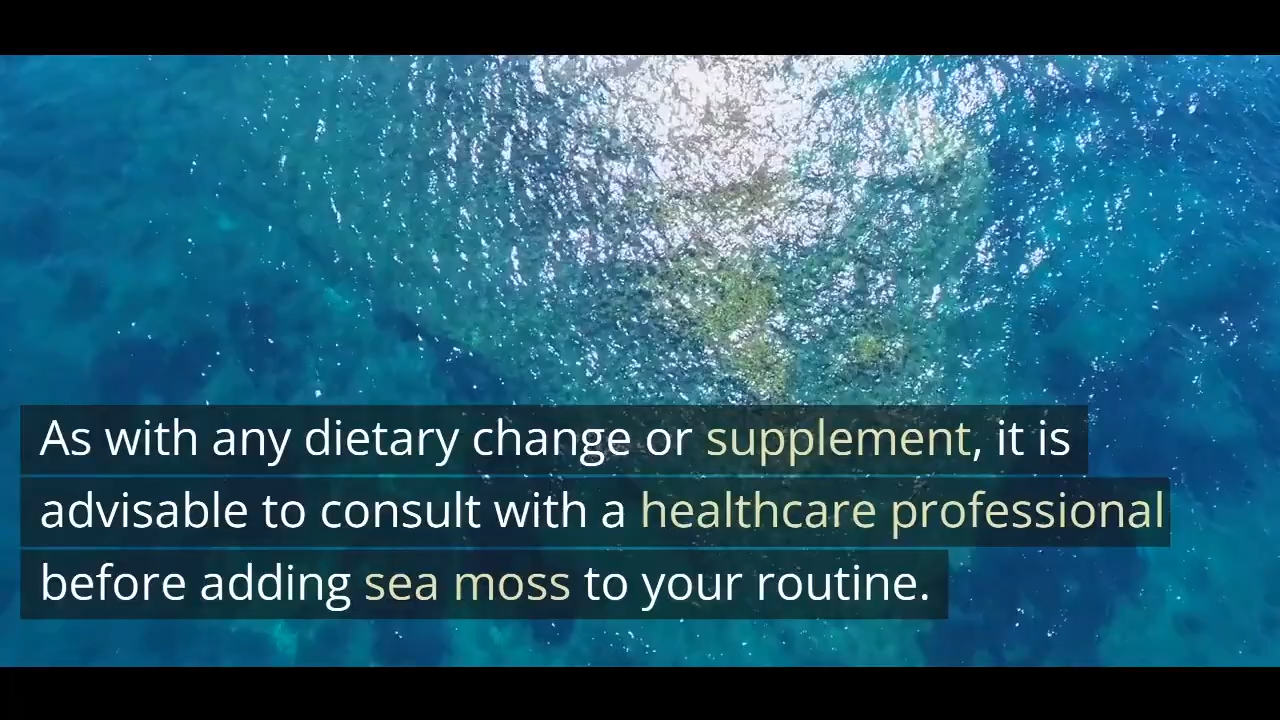 As with any dietary change or supplement, it is
advisable to consult with a healthcare professional
before adding sea moss to your routine.